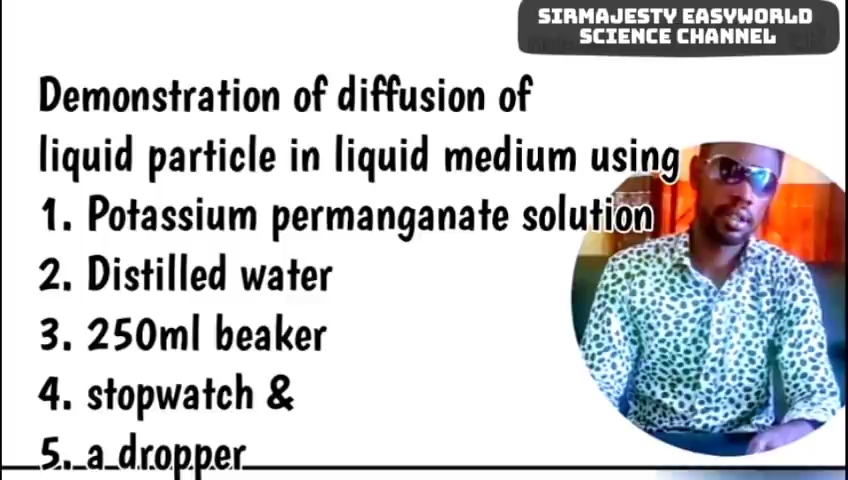 SIRMAJESTY EASYWORLD
SCIENCE CHANNEL
Demonstration of diffusion of
liquid particle in liquid medium using
1. Potassium permanganate solution
2. Distilled water
3. 250ml beaker
4. stopwatch &
5. a dropper